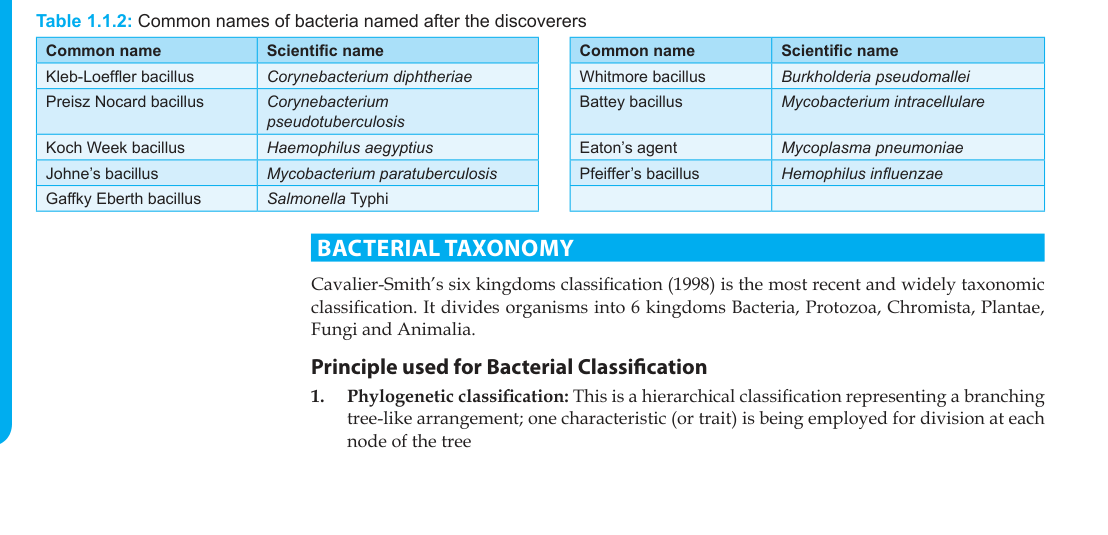 Table 1.1.2: Common names of bacteria named after the discoverers
Common name Scientific name
Kleb-Loeffler bacillus Corynebacterium diphtheriae
Preisz Nocard bacillus Corynebacterium
pseudotuberculosis
Koch Week bacillus Haemophilus aegyptius
Johne's bacillus Mycobacterium paratuberculosis
Gaffky Eberth bacillus Salmonella Typhi
Common name Scientific name
Whitmore bacillus Burkholderia pseudomallei
Battey bacillus Mycobacterium intracellulare
Eaton's agent Mycoplasma pneumoniae
Pfeiffer's bacillus Hemophilus influenzae
BACTERIAL TAXONOMY
Cavalier-Smith's six kingdoms classification (1998) is the most recent and widely taxonomic
classification. It divides organisms into 6 kingdoms Bacteria, Protozoa, Chromista, Plantae,
Fungi and Animalia.
Principle used for Bacterial Classification
1. Phylogenetic classification: This is a hierarchical classification representing a branching
tree-like arrangement; one characteristic (or trait) is being employed for division at each
node of the tree